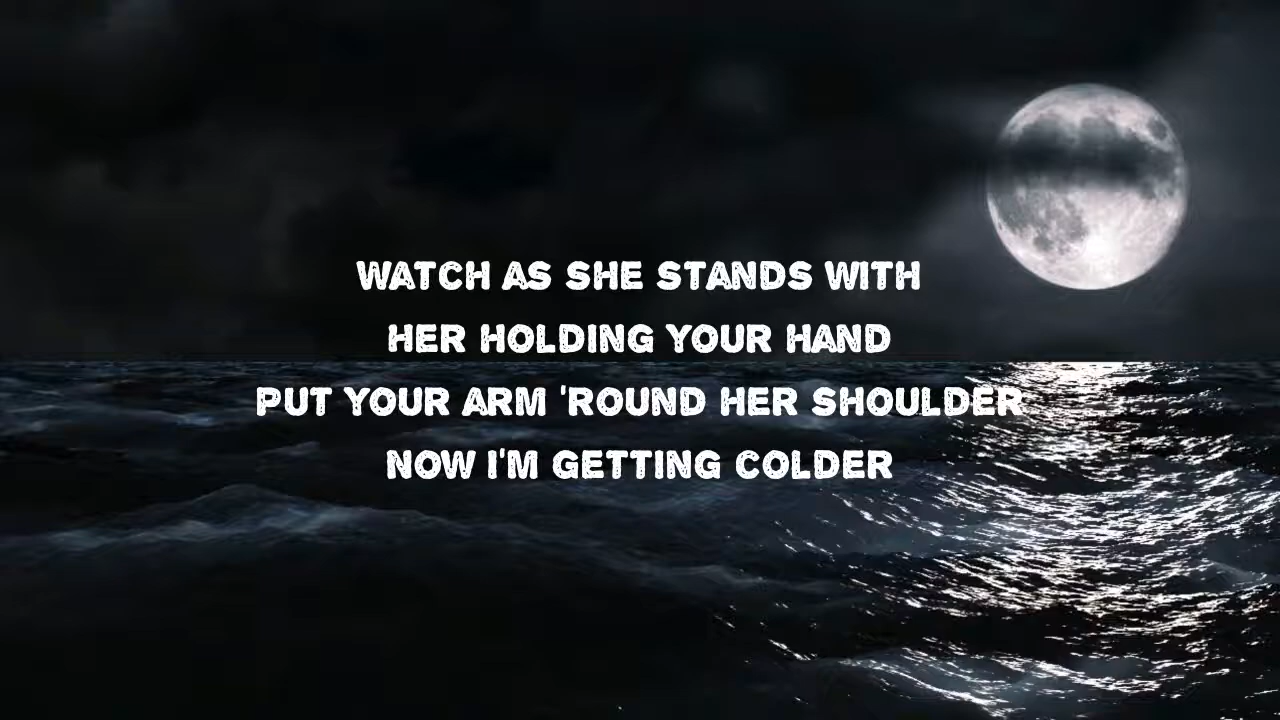 WATCH AS SHE STANDS WITH
HER HOLDING YOUR HAND
PUT YOUR ARM 'ROUND HER SHOULDER
NOW I'M GETTING COLDER